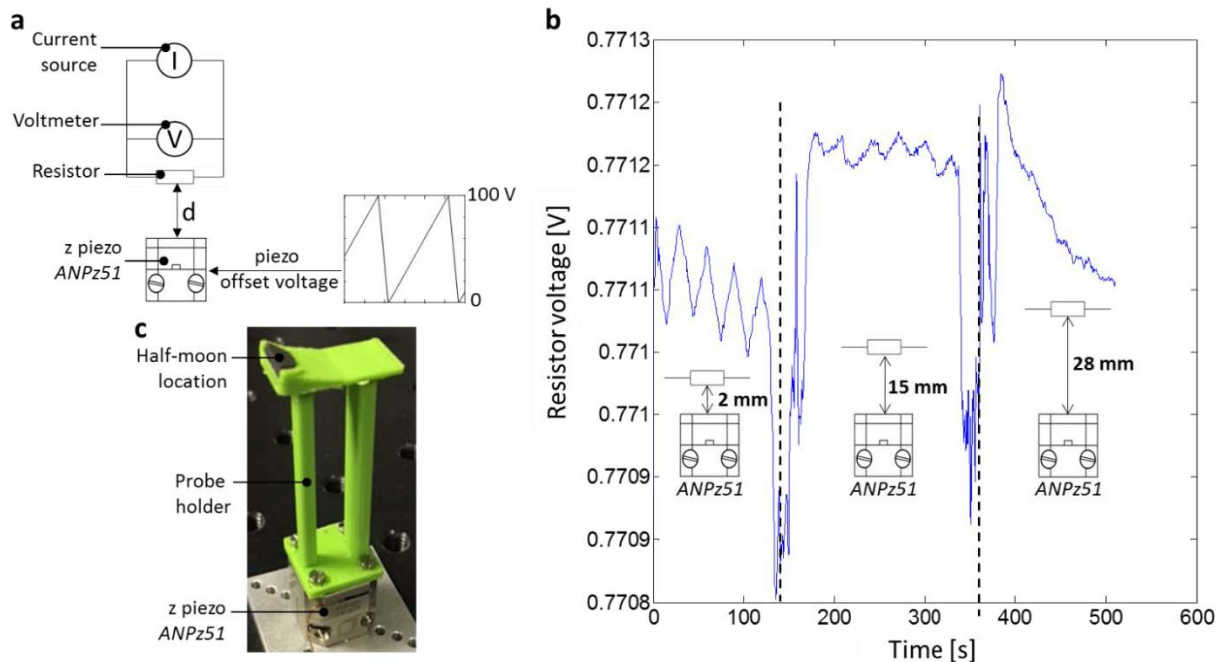 a
Current
source
I
Voltmeter
V
Resistor
d
100 V
z piezo
ANPz51
piezo
offset voltage
0
c
Half-moon
location
Probe
holder
z piezo
ANPz51
b
Resistor voltage [V]
0.7713
0.7712
0.7712
0.7711
0.7711
0.771
0.771
0.7709
0.7709
0.7708
2 mm
ANPz51
15 mm
ANPz51
28 mm
ANPz51
0 100 200 300 400 500 600
Time [s]